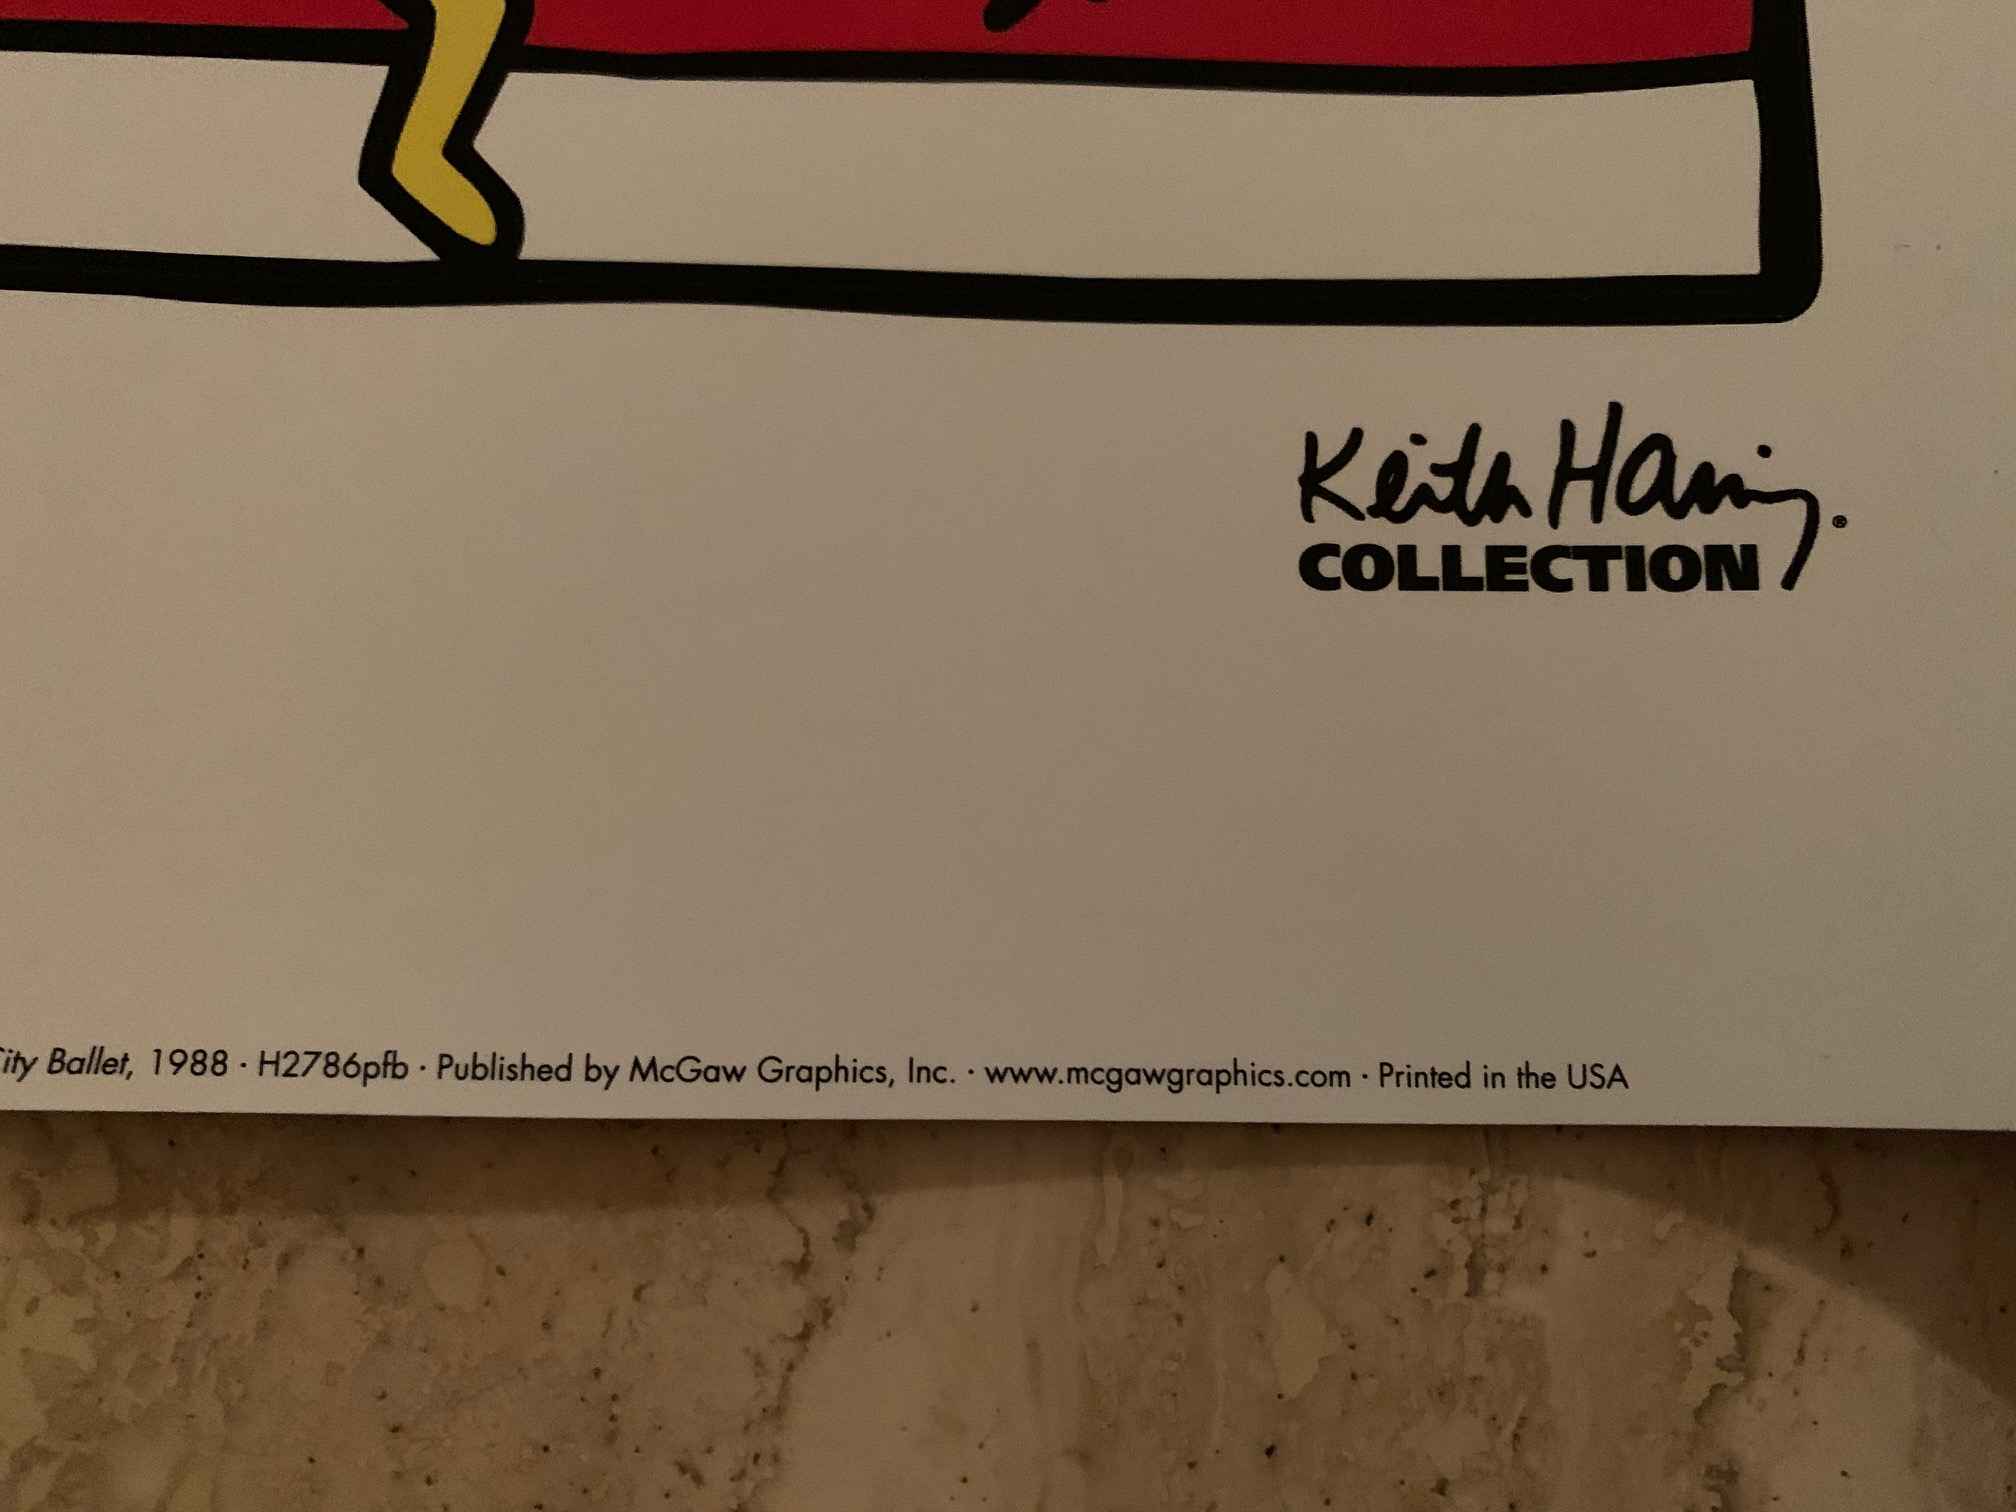 Keith Haring®
COLLECTION
City Ballet, 1988 · H2786pfb · Published by McGaw Graphics, Inc. · www.mcgawgraphics.com · Printed in the USA